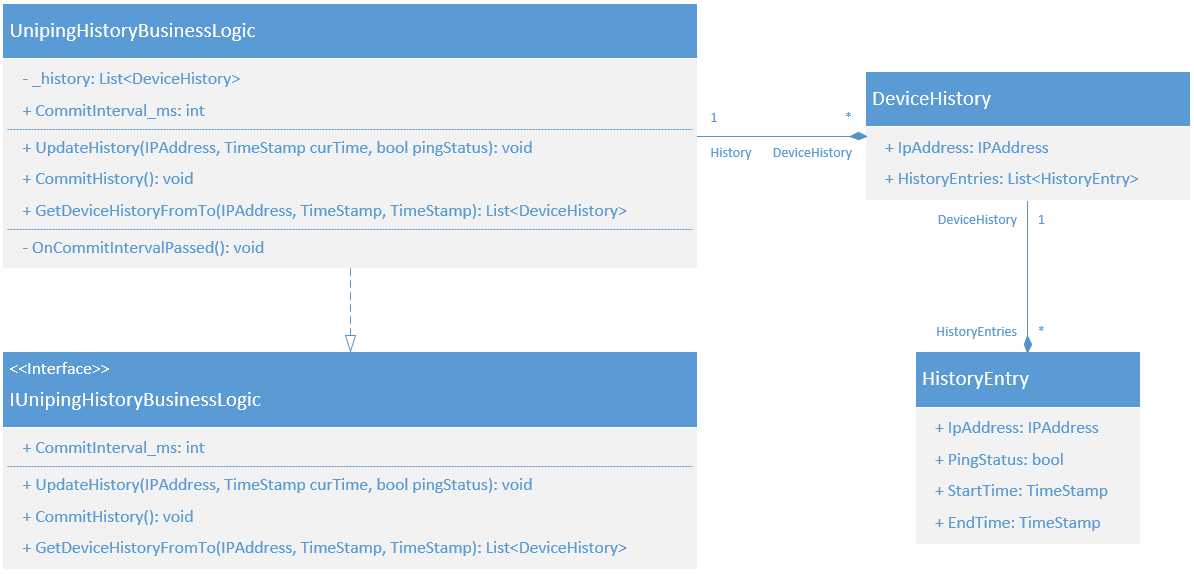 UnipingHistoryBusinessLogic
- _history: List<DeviceHistory>
+ CommitInterval_ms: int
+ UpdateHistory(IPAddress, TimeStamp curTime, bool pingStatus): void
+ CommitHistory(): void
+ GetDeviceHistoryFromTo(IPAddress, TimeStamp, TimeStamp): List<DeviceHistory>
- OnCommitIntervalPassed(): void
1
*
History
DeviceHistory
DeviceHistory
+ IpAddress: IPAddress
+ HistoryEntries: List<HistoryEntry>
DeviceHistory
1
HistoryEntries
*
<<Interface>>
IUnipingHistoryBusinessLogic
+ CommitInterval_ms: int
+ UpdateHistory(IPAddress, TimeStamp curTime, bool pingStatus): void
+ CommitHistory(): void
+ GetDeviceHistoryFromTo(IPAddress, TimeStamp, TimeStamp): List<DeviceHistory>
HistoryEntry
+ IpAddress: IPAddress
+ PingStatus: bool
+ StartTime: TimeStamp
+ EndTime: TimeStamp